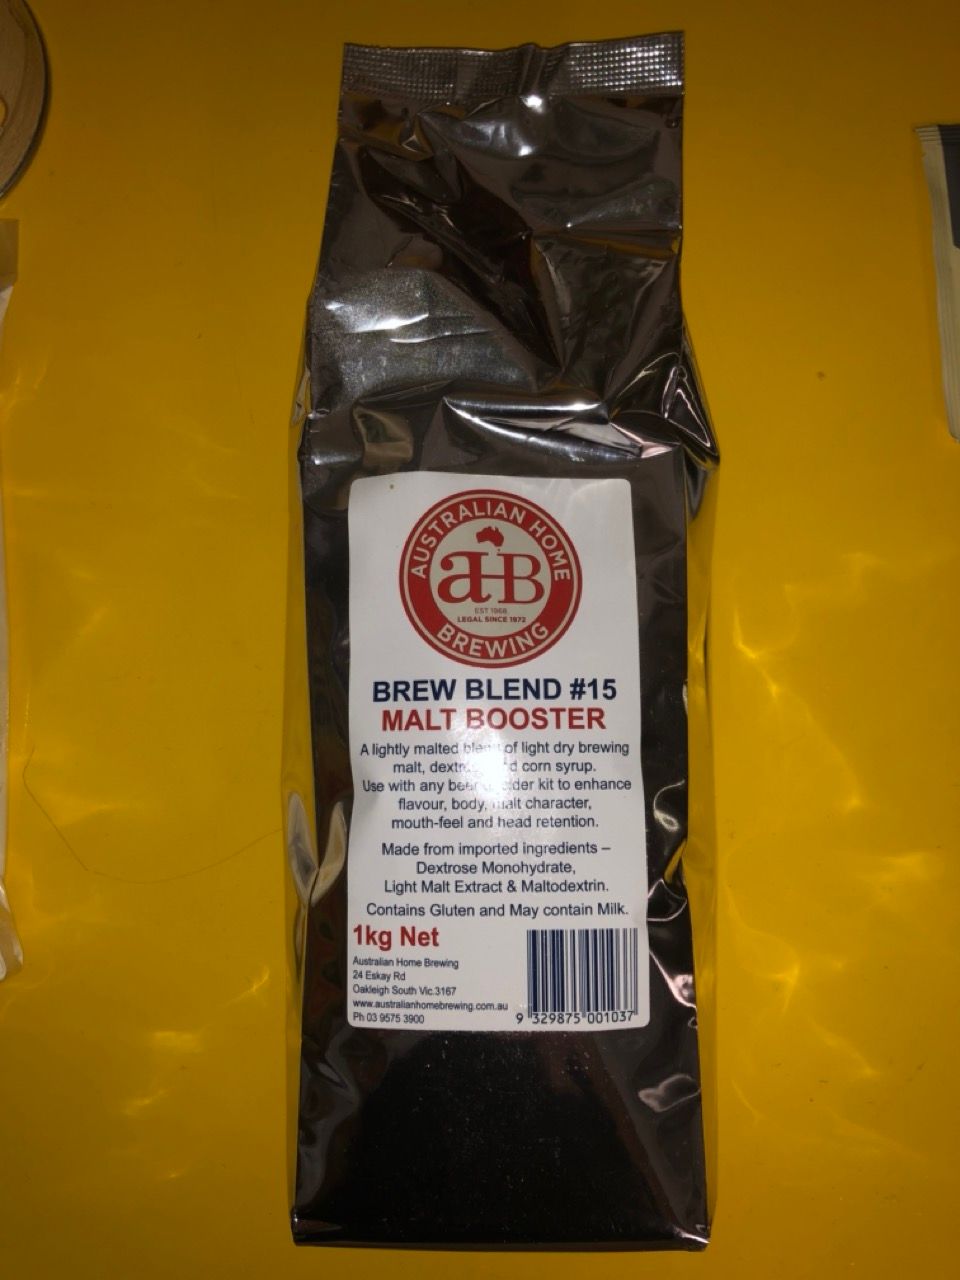 AUSTRALIAN HOME
aHB
EST 1968
LEGAL SINCE 1972
BREWING
BREW BLEND #15
MALT BOOSTER
A lightly malted blend of light dry brewing
malt, and corn syrup.
Use with any beer cider kit to enhance
flavour, body, malt character,
mouth-feel and head retention.
Made from imported ingredients –
Dextrose Monohydrate,
Light Malt Extract & Maltodextrin.
Contains Gluten and May contain Milk.
1kg Net
Australian Home Brewing
24 Eskay Rd
Oakleigh South Vic.3167
www.australianhomebrewing.com.au
Ph 03 9575 3900
9 329875 001037